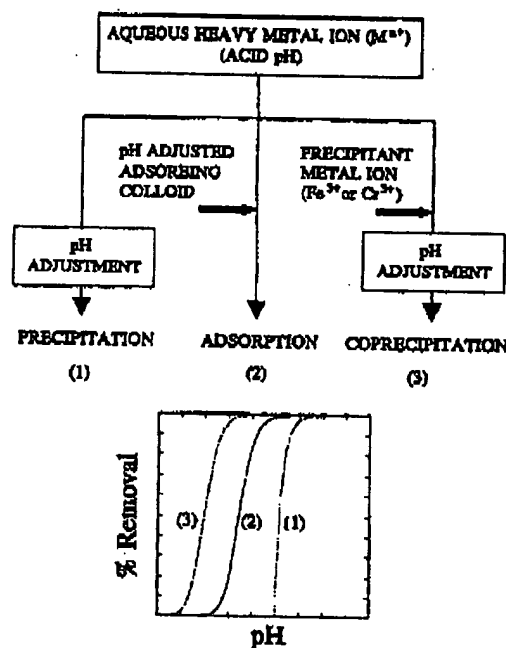 AQUEOUS HEAVY METAL ION (Mⁿ⁺)
(ACID pH)
pH ADJUSTED
ADSORBING
COLLOID
PRECIPITANT
METAL ION
(Fe³⁺ or Cr³⁺)
pH
ADJUSTMENT
pH
ADJUSTMENT
PRECIPITATION
ADSORPTION
COPRECIPITATION
(1)
(2)
(3)
% Removal
(3)
(2)
(1)
pH